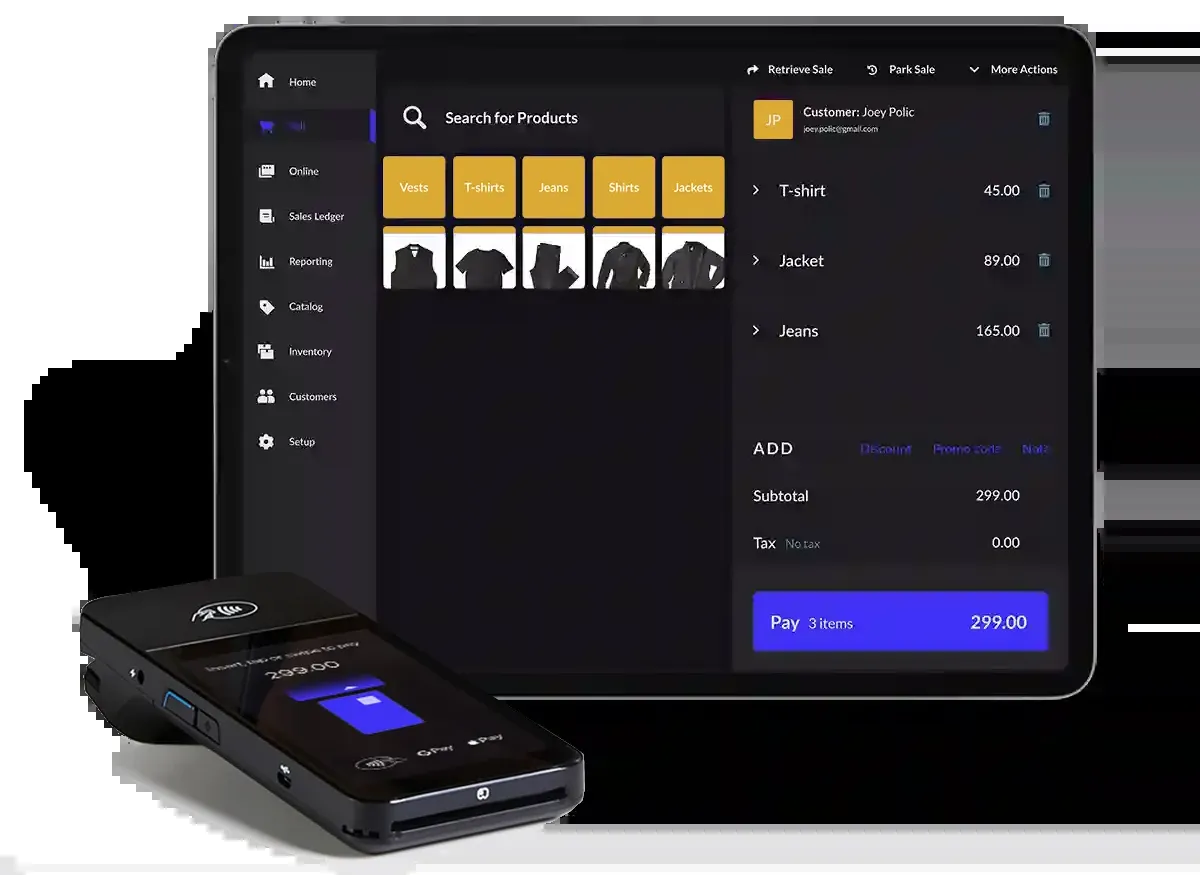 Home
Sell
Online
Sales Ledger
Reporting
Catalog
Inventory
Customers
Setup
Search for Products
Vests T-shirts Jeans Shirts Jackets
Retrieve Sale Park Sale More Actions
JP
Customer: Joey Polic
joey.polic@gmail.com
T-shirt 45.00
Jacket 89.00
Jeans 165.00
ADD Discount Promo code Note
Subtotal 299.00
Tax No tax 0.00
Pay 3 items 299.00
Insert, tap or swipe to pay
299.00
G Pay Pay